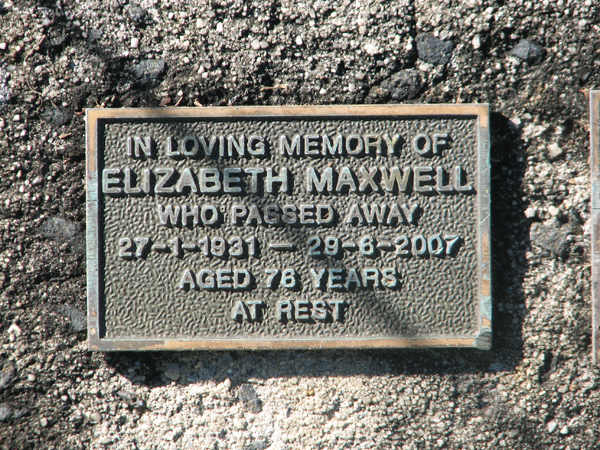 IN LOVING MEMORY OF
ELIZABETH MAXWELL
WHO PASSED AWAY
27-1-1931 — 29-6-2007
AGED 76 YEARS
AT REST